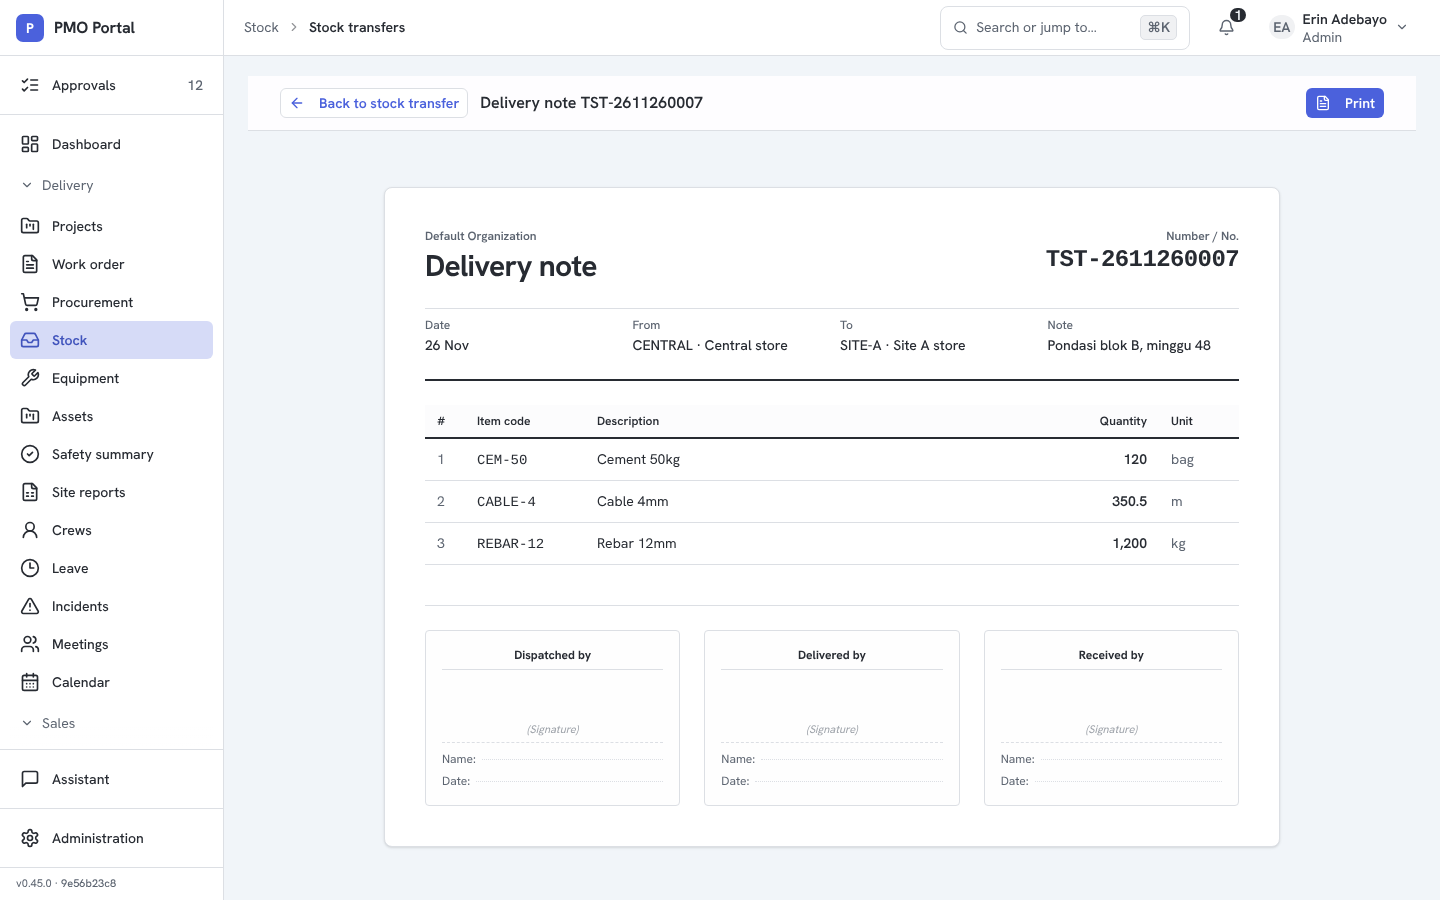 P PMO Portal
Stock > Stock transfers
Search or jump to... ⌘K
1
EA
Erin Adebayo
Admin
Approvals 12
Dashboard
Delivery
Projects
Work order
Procurement
Stock
Equipment
Assets
Safety summary
Site reports
Crews
Leave
Incidents
Meetings
Calendar
Sales
Assistant
Administration
v0.45.0 · 9e56b23c8
Back to stock transfer
Delivery note TST-2611260007
Print
Default Organization
Delivery note
Number / No.
TST-2611260007
Date From To Note
26 Nov CENTRAL · Central store SITE-A · Site A store Pondasi blok B, minggu 48
# Item code Description Quantity Unit
1 CEM-50 Cement 50kg 120 bag
2 CABLE-4 Cable 4mm 350.5 m
3 REBAR-12 Rebar 12mm 1,200 kg
Dispatched by
(Signature)
Name:
Date:
Delivered by
(Signature)
Name:
Date:
Received by
(Signature)
Name:
Date: